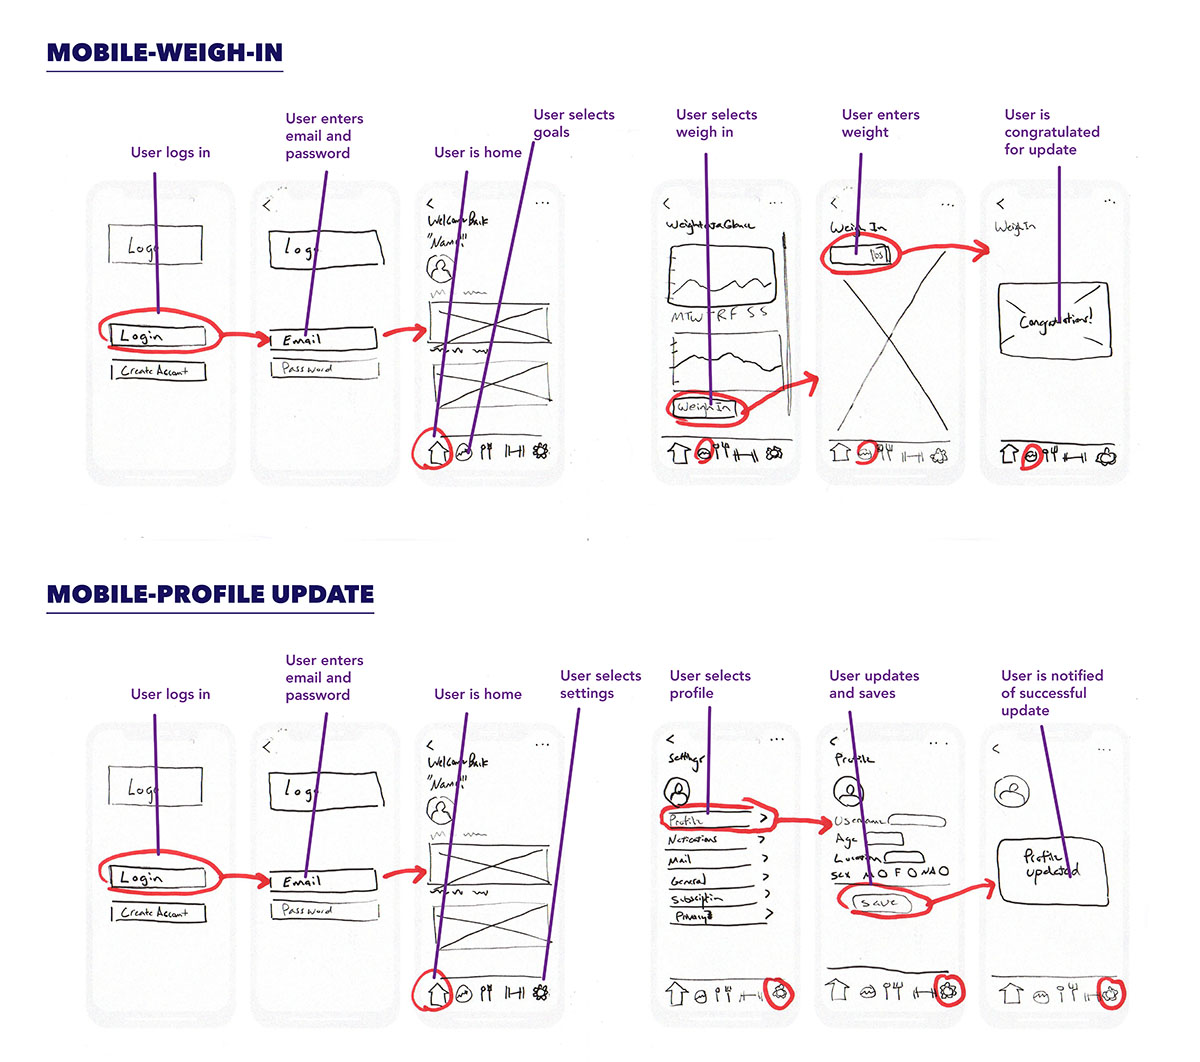 MOBILE-WEIGH-IN
User logs in
User enters
email and
password
User is home
User selects
goals
User selects
weigh in
User enters
weight
User is
congratulated
for update
Logo
Login
Create Account
Logo
Email
Password
Welcome Back
"Name!"
Weight at a Glance
MTWTRFSS
Weigh In
Weigh In
lbs
Weigh In
Congratulations!
MOBILE-PROFILE UPDATE
User logs in
User enters
email and
password
User is home
User selects
settings
User selects
profile
User updates
and saves
User is notified
of successful
update
Logo
Login
Create Account
Logo
Email
Password
Welcome Back
"Name!"
Settings
Profile
Notications
Mail
General
Subscription
Privacy
Profile
Username
Age
Location
Sex M O F O NA O
Save
Profile
updated